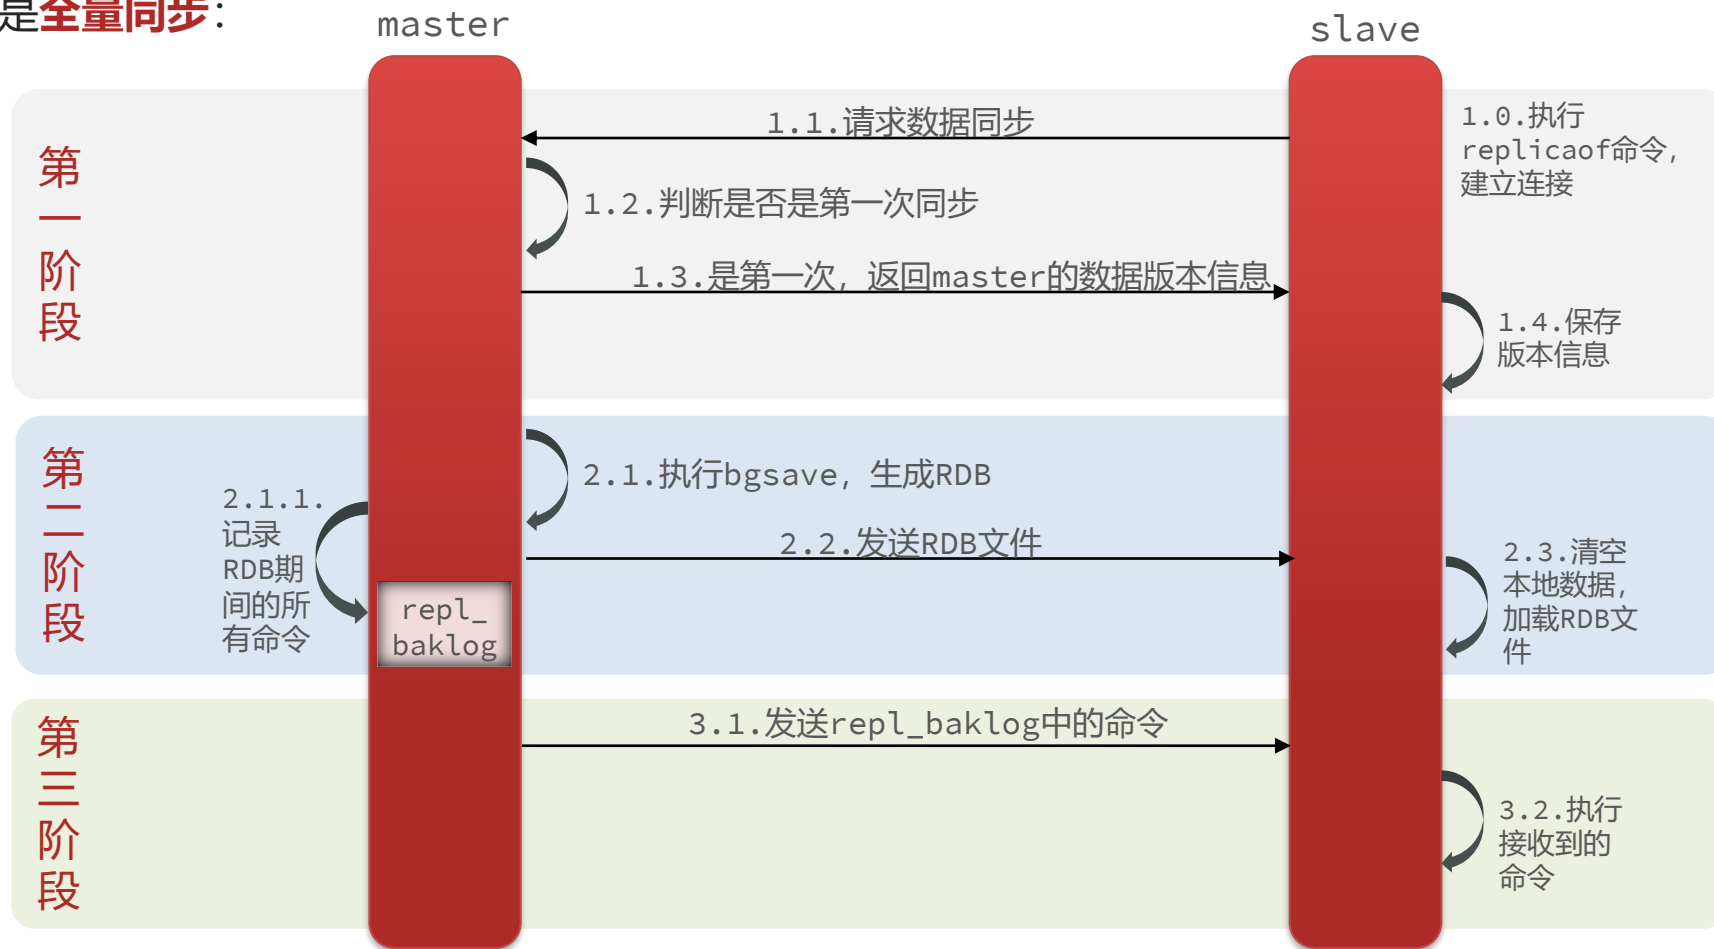 是全量同步：
master
slave
第
一
阶
段
1.0.执行
replicaof命令，
建立连接
1.1.请求数据同步
1.2.判断是否是第一次同步
1.3.是第一次，返回master的数据版本信息
1.4.保存
版本信息
第
二
阶
段
2.1.执行bgsave，生成RDB
2.1.1.
记录
RDB期
间的所
有命令
repl_
baklog
2.2.发送RDB文件
2.3.清空
本地数据，
加载RDB文
件
第
三
阶
段
3.1.发送repl_baklog中的命令
3.2.执行
接收到的
命令